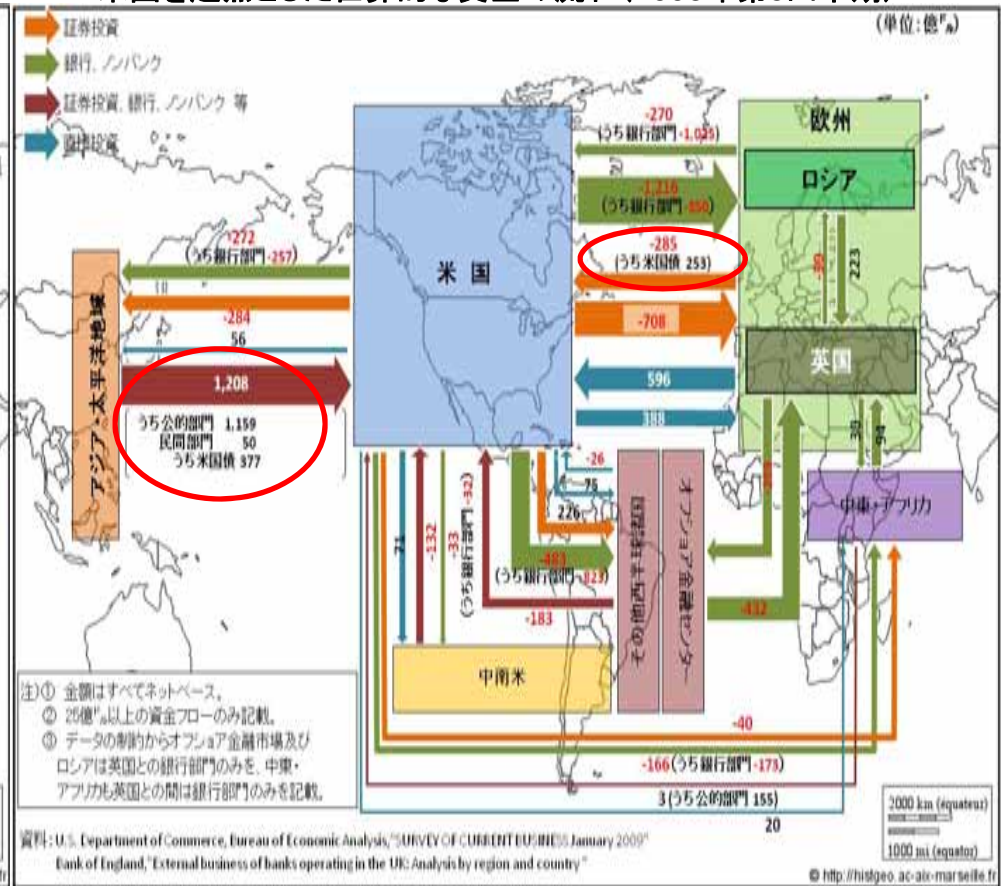 (単位:億㌦)
証券投資
銀行、ノンバンク
証券投資、銀行、ノンバンク 等
直接投資
米 国
欧州
ロシア
英国
アジア・太平洋地域
中南米
オフショア金融センター
中東・アフリカ
-270
(うち銀行部門 -1,025)
-1,216
(うち銀行部門 -850)
-285
(うち米国債 253)
-708
596
388
223
-272
(うち銀行部門 -257)
-284
56
1,208
うち公的部門 1,159
民間部門 50
うち米国債 377
30
94
-26
75
226
-483
(うち銀行部門 -823)
-183
-432
71
-132
-33
(うち銀行部門 -32)
-40
-166(うち銀行部門 -173)
3(うち公的部門 155)
20
注)① 金額はすべてネットベース。
② 25億㌦以上の資金フローのみ記載。
③ データの制約からオフショア金融市場及び
ロシアは英国との銀行部門のみを、中東・
アフリカも英国との間は銀行部門のみを記載。
資料:U.S. Department of Commerce, Bureau of Economic Analysis,"SURVEY OF CURRENT BUSINESS January 2009"
Bank of England,"External business of banks operating in the UK: Analysis by region and country"
2000 km (équateur)
1000 mi (equator)
© http://histgeo.ac-aix-marseille.fr